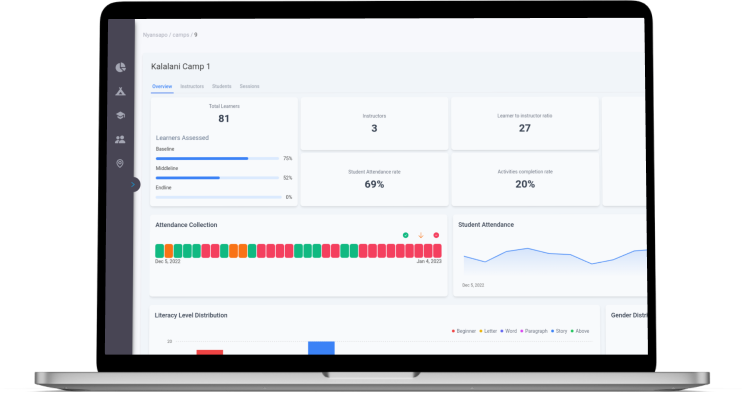 Nyansapo / camps / 9
Kalalani Camp 1
Overview Instructors Students Sessions
Total Learners
81
Learners Assessed
Baseline
75%
Middleline
52%
Endline
0%
Instructors
3
Learner to instructor ratio
27
Student Attendance rate
69%
Activities completion rate
20%
Attendance Collection
Dec 5, 2022
Jan 4, 2023
Student Attendance
Dec 5, 2022
Literacy Level Distribution
Beginner Letter Word Paragraph Story Above
20
Gender Distri